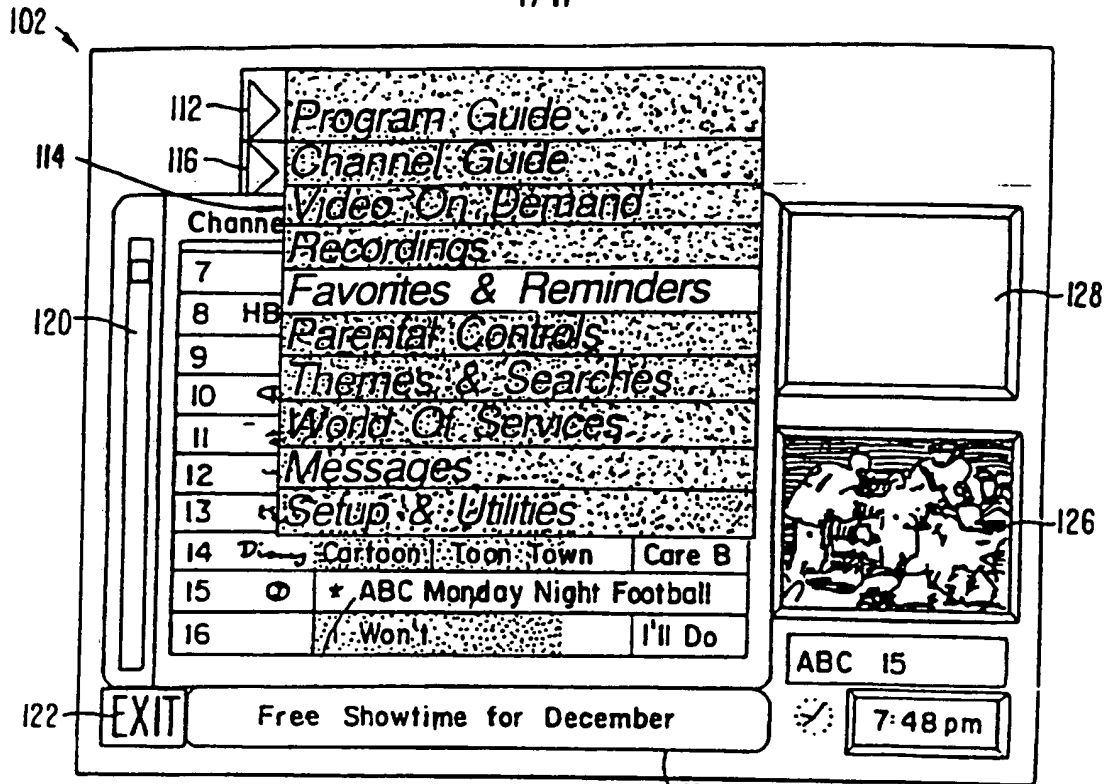 102
112
Program Guide
114
116
Channel Guide
Video On Demand
Channe
Recordings
7
Favorites & Reminders
128
120
8 HB
Parental Controls
9
Themes & Searches
10
World Of Services
11
Messages
12
Setup & Utilities
13
126
14 Disney Cartoon Toon Town Care B
15 * ABC Monday Night Football
16 I Won't I'll Do
ABC 15
122
EXIT
Free Showtime for December
7:48 pm